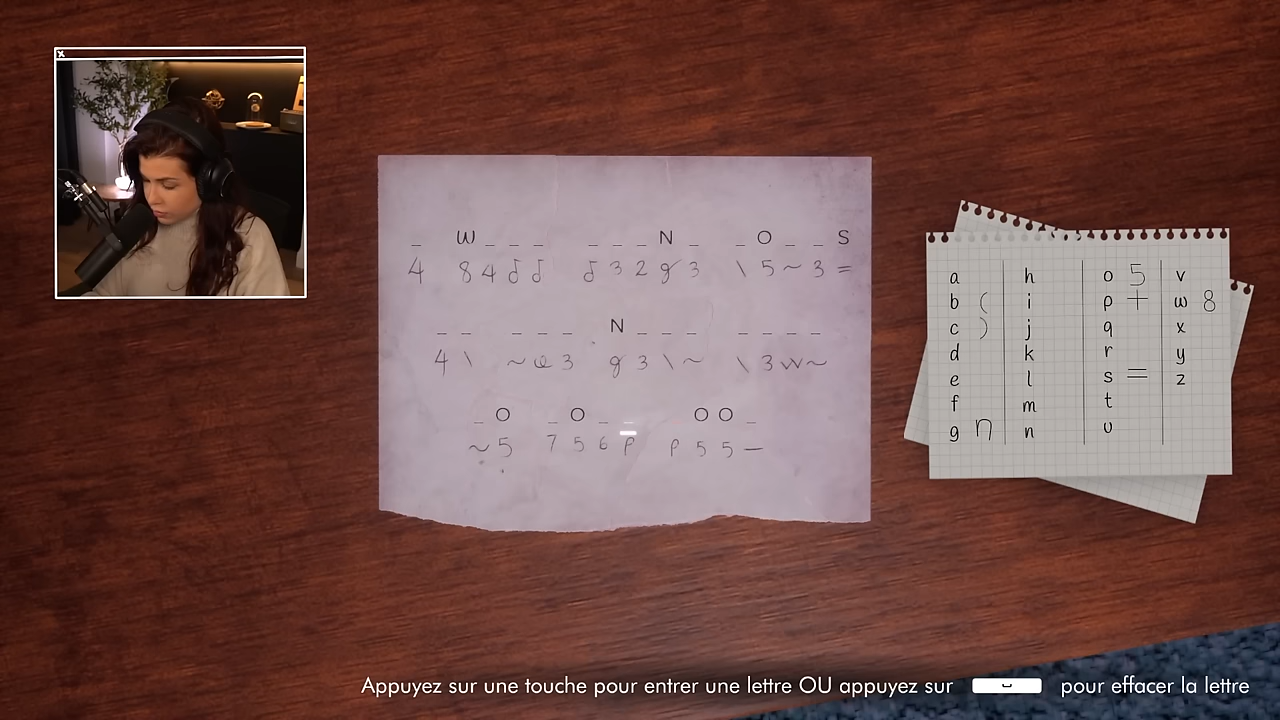 x
_ W _ _ _ _ _ _ N _ _ O _ _ S
4 8 4 δ δ δ 3 2 g 3 \ 5 ~ 3 =
_ _ _ _ _ N _ _ _ _ _ _ _
4 \ ~ e 3 g 3 \ ~ \ 3 w ~
_ O _ O _ _ _ O O _
~ 5 7 5 6 ρ ρ 5 5 —
a h o 5 v
b ( i p + w 8
c ) j q x
d k r y
e l s = z
f m t
g n n u
Appuyez sur une touche pour entrer une lettre OU appuyez sur pour effacer la lettre